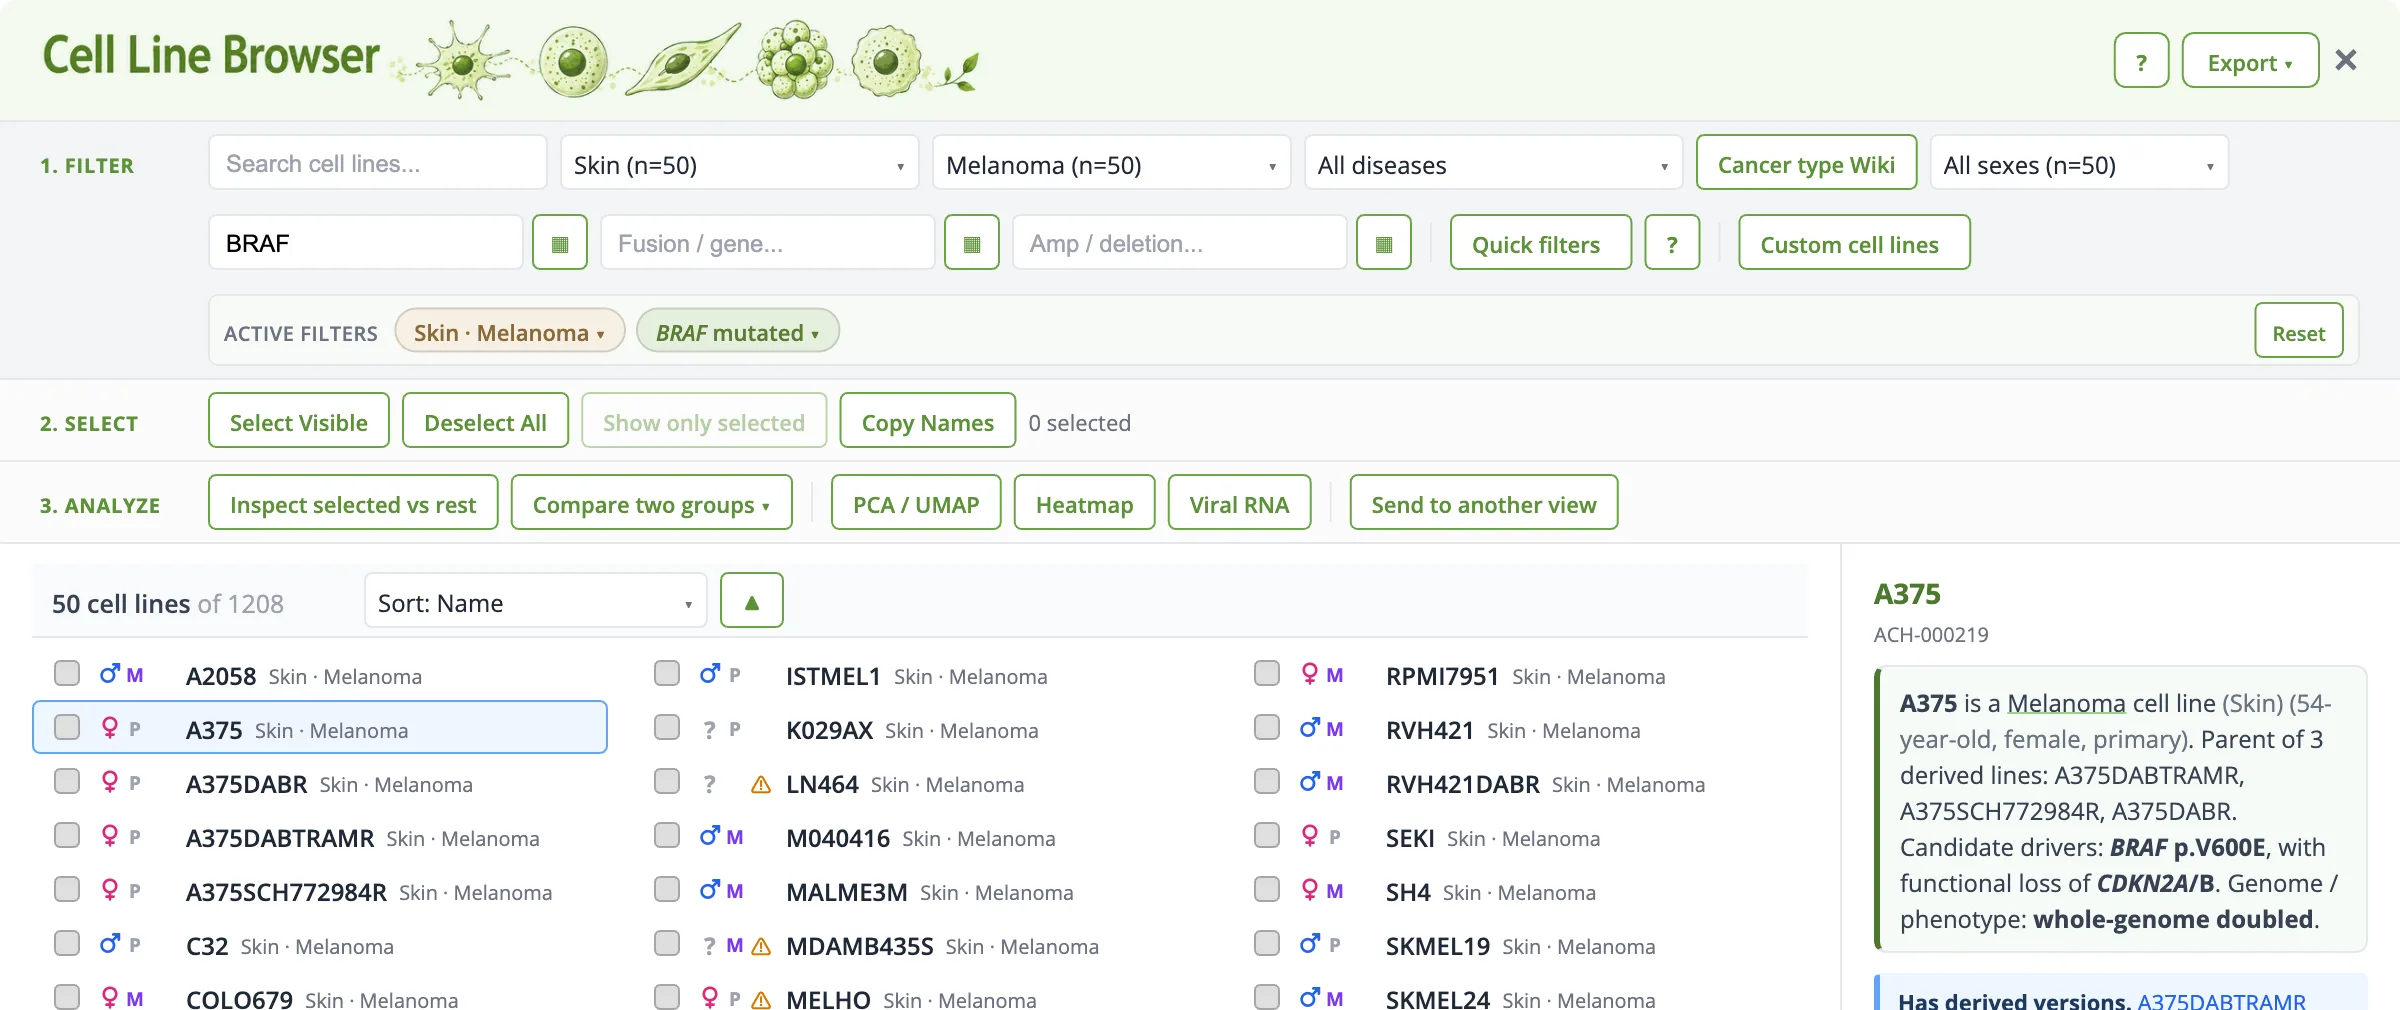 Cell Line Browser
? Export ▾ ✕
1. FILTER Search cell lines... Skin (n=50) ▾ Melanoma (n=50) ▾ All diseases ▾ Cancer type Wiki All sexes (n=50) ▾
BRAF ▦ Fusion / gene... ▦ Amp / deletion... ▦ Quick filters ? Custom cell lines
ACTIVE FILTERS Skin · Melanoma ▾ BRAF mutated ▾ Reset
2. SELECT Select Visible Deselect All Show only selected Copy Names 0 selected
3. ANALYZE Inspect selected vs rest Compare two groups ▾ PCA / UMAP Heatmap Viral RNA Send to another view
50 cell lines of 1208 Sort: Name ▾ ▲
♂ M A2058 Skin · Melanoma
♀ P A375 Skin · Melanoma
♀ P A375DABR Skin · Melanoma
♀ P A375DABTRAMR Skin · Melanoma
♀ P A375SCH772984R Skin · Melanoma
♂ P C32 Skin · Melanoma
♀ M COLO679 Skin · Melanoma
♂ P ISTMEL1 Skin · Melanoma
? P K029AX Skin · Melanoma
? ⚠ LN464 Skin · Melanoma
♂ M M040416 Skin · Melanoma
♂ M MALME3M Skin · Melanoma
? M ⚠ MDAMB435S Skin · Melanoma
♀ P ⚠ MELHO Skin · Melanoma
♀ M RPMI7951 Skin · Melanoma
♂ M RVH421 Skin · Melanoma
♂ M RVH421DABR Skin · Melanoma
♀ P SEKI Skin · Melanoma
♀ M SH4 Skin · Melanoma
♂ P SKMEL19 Skin · Melanoma
♂ M SKMEL24 Skin · Melanoma
A375
ACH-000219
A375 is a Melanoma cell line (Skin) (54-
year-old, female, primary). Parent of 3
derived lines: A375DABTRAMR,
A375SCH772984R, A375DABR.
Candidate drivers: BRAF p.V600E, with
functional loss of CDKN2A/B. Genome /
phenotype: whole-genome doubled.
Has derived versions. A375DABTRAMR